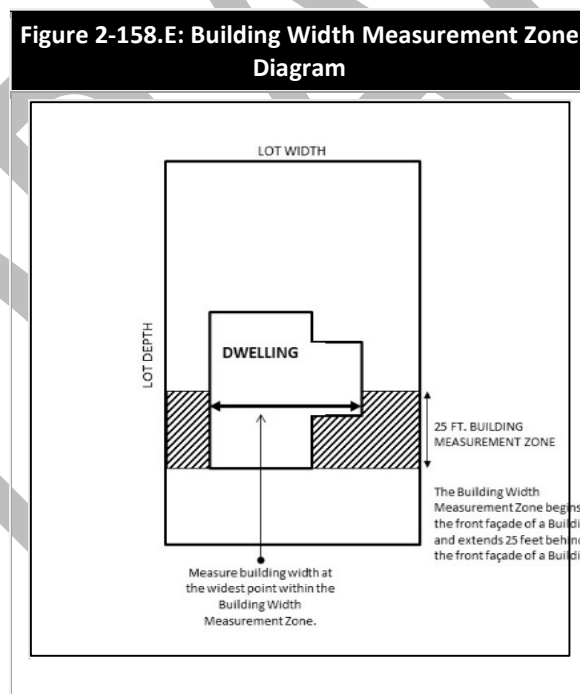 Figure 2-158.E: Building Width Measurement Zone
Diagram
LOT WIDTH
LOT DEPTH
DWELLING
25 FT. BUILDING
MEASUREMENT ZONE
The Building Width
Measurement Zone begins
the front façade of a Buildi
and extends 25 feet behind
the front façade of a Buildi
Measure building width at
the widest point within the
Building Width
Measurement Zone.